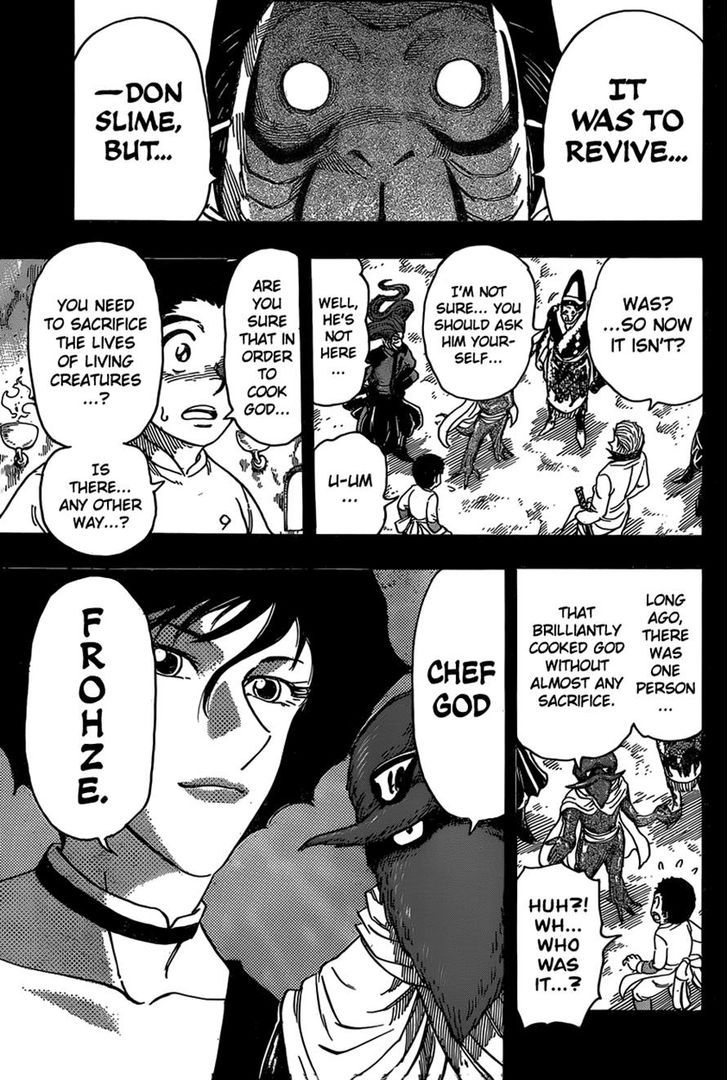 IT
WAS TO
REVIVE...
—DON
SLIME,
BUT...
WAS?
...SO NOW
IT ISN'T?
I'M NOT
SURE... YOU
SHOULD ASK
HIM YOUR-
SELF...
WELL,
HE'S
NOT
HERE
...
U-UM
...
ARE
YOU
SURE
THAT IN
ORDER
TO
COOK
GOD...
YOU NEED
TO SACRIFICE
THE LIVES
OF LIVING
CREATURES
...?
IS
THERE...
ANY OTHER
WAY...?
LONG
AGO,
THERE
WAS
ONE
PERSON
...
THAT
BRILLIANTLY
COOKED GOD
WITHOUT
ALMOST ANY
SACRIFICE.
HUH?!
WH...
WHO
WAS
IT...?
CHEF
GOD
FROHZE.